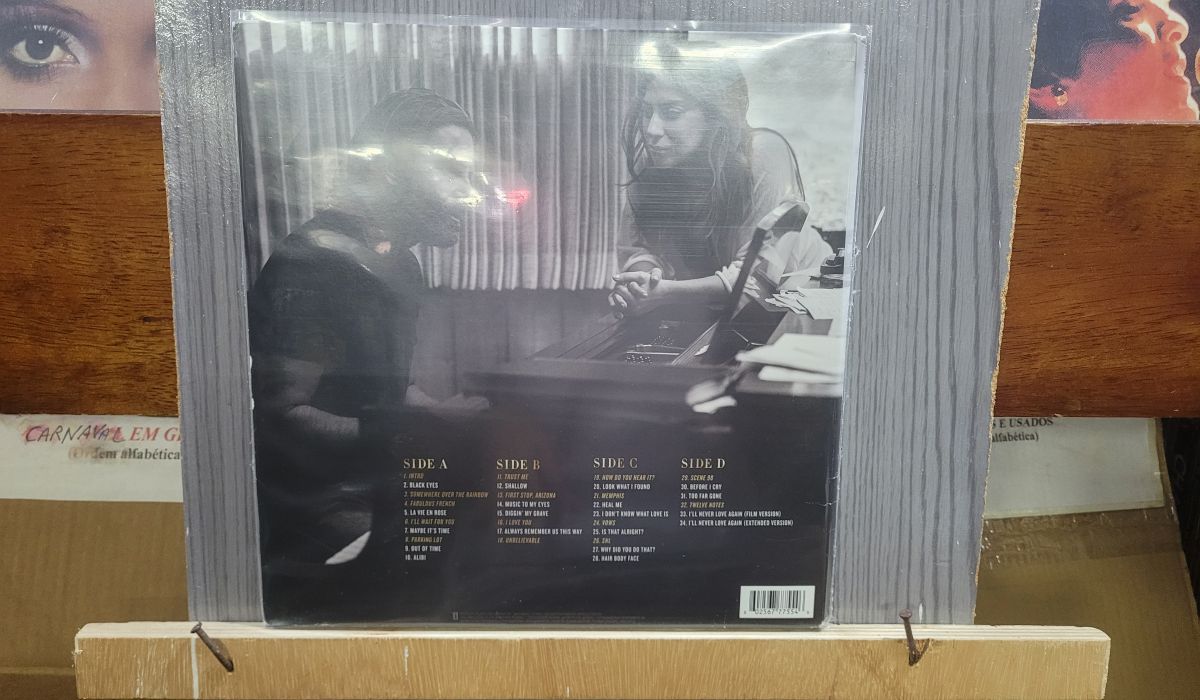 SIDE A
1. INTRO
2. BLACK EYES
3. SOMEWHERE OVER THE RAINBOW
4. FABULOUS FRENCH
5. LA VIE EN ROSE
6. I'LL WAIT FOR YOU
7. MAYBE IT'S TIME
8. PARKING LOT
9. OUT OF TIME
10. ALIBI
SIDE B
11. TRUST ME
12. SHALLOW
13. FIRST STOP, ARIZONA
14. MUSIC TO MY EYES
15. DIGGIN' MY GRAVE
16. I LOVE YOU
17. ALWAYS REMEMBER US THIS WAY
18. UNBELIEVABLE
SIDE C
19. HOW DO YOU HEAR IT?
20. LOOK WHAT I FOUND
21. MEMPHIS
22. HEAL ME
23. I DON'T KNOW WHAT LOVE IS
24. VOWS
25. IS THAT ALRIGHT?
26. SNL
27. WHY DID YOU DO THAT?
28. HAIR BODY FACE
SIDE D
29. SCENE 98
30. BEFORE I CRY
31. TOO FAR GONE
32. TWELVE NOTES
33. I'LL NEVER LOVE AGAIN (FILM VERSION)
34. I'LL NEVER LOVE AGAIN (EXTENDED VERSION)
CARNAVAL EM G
(Ordem alfabética)
S E USADOS
alfabética)